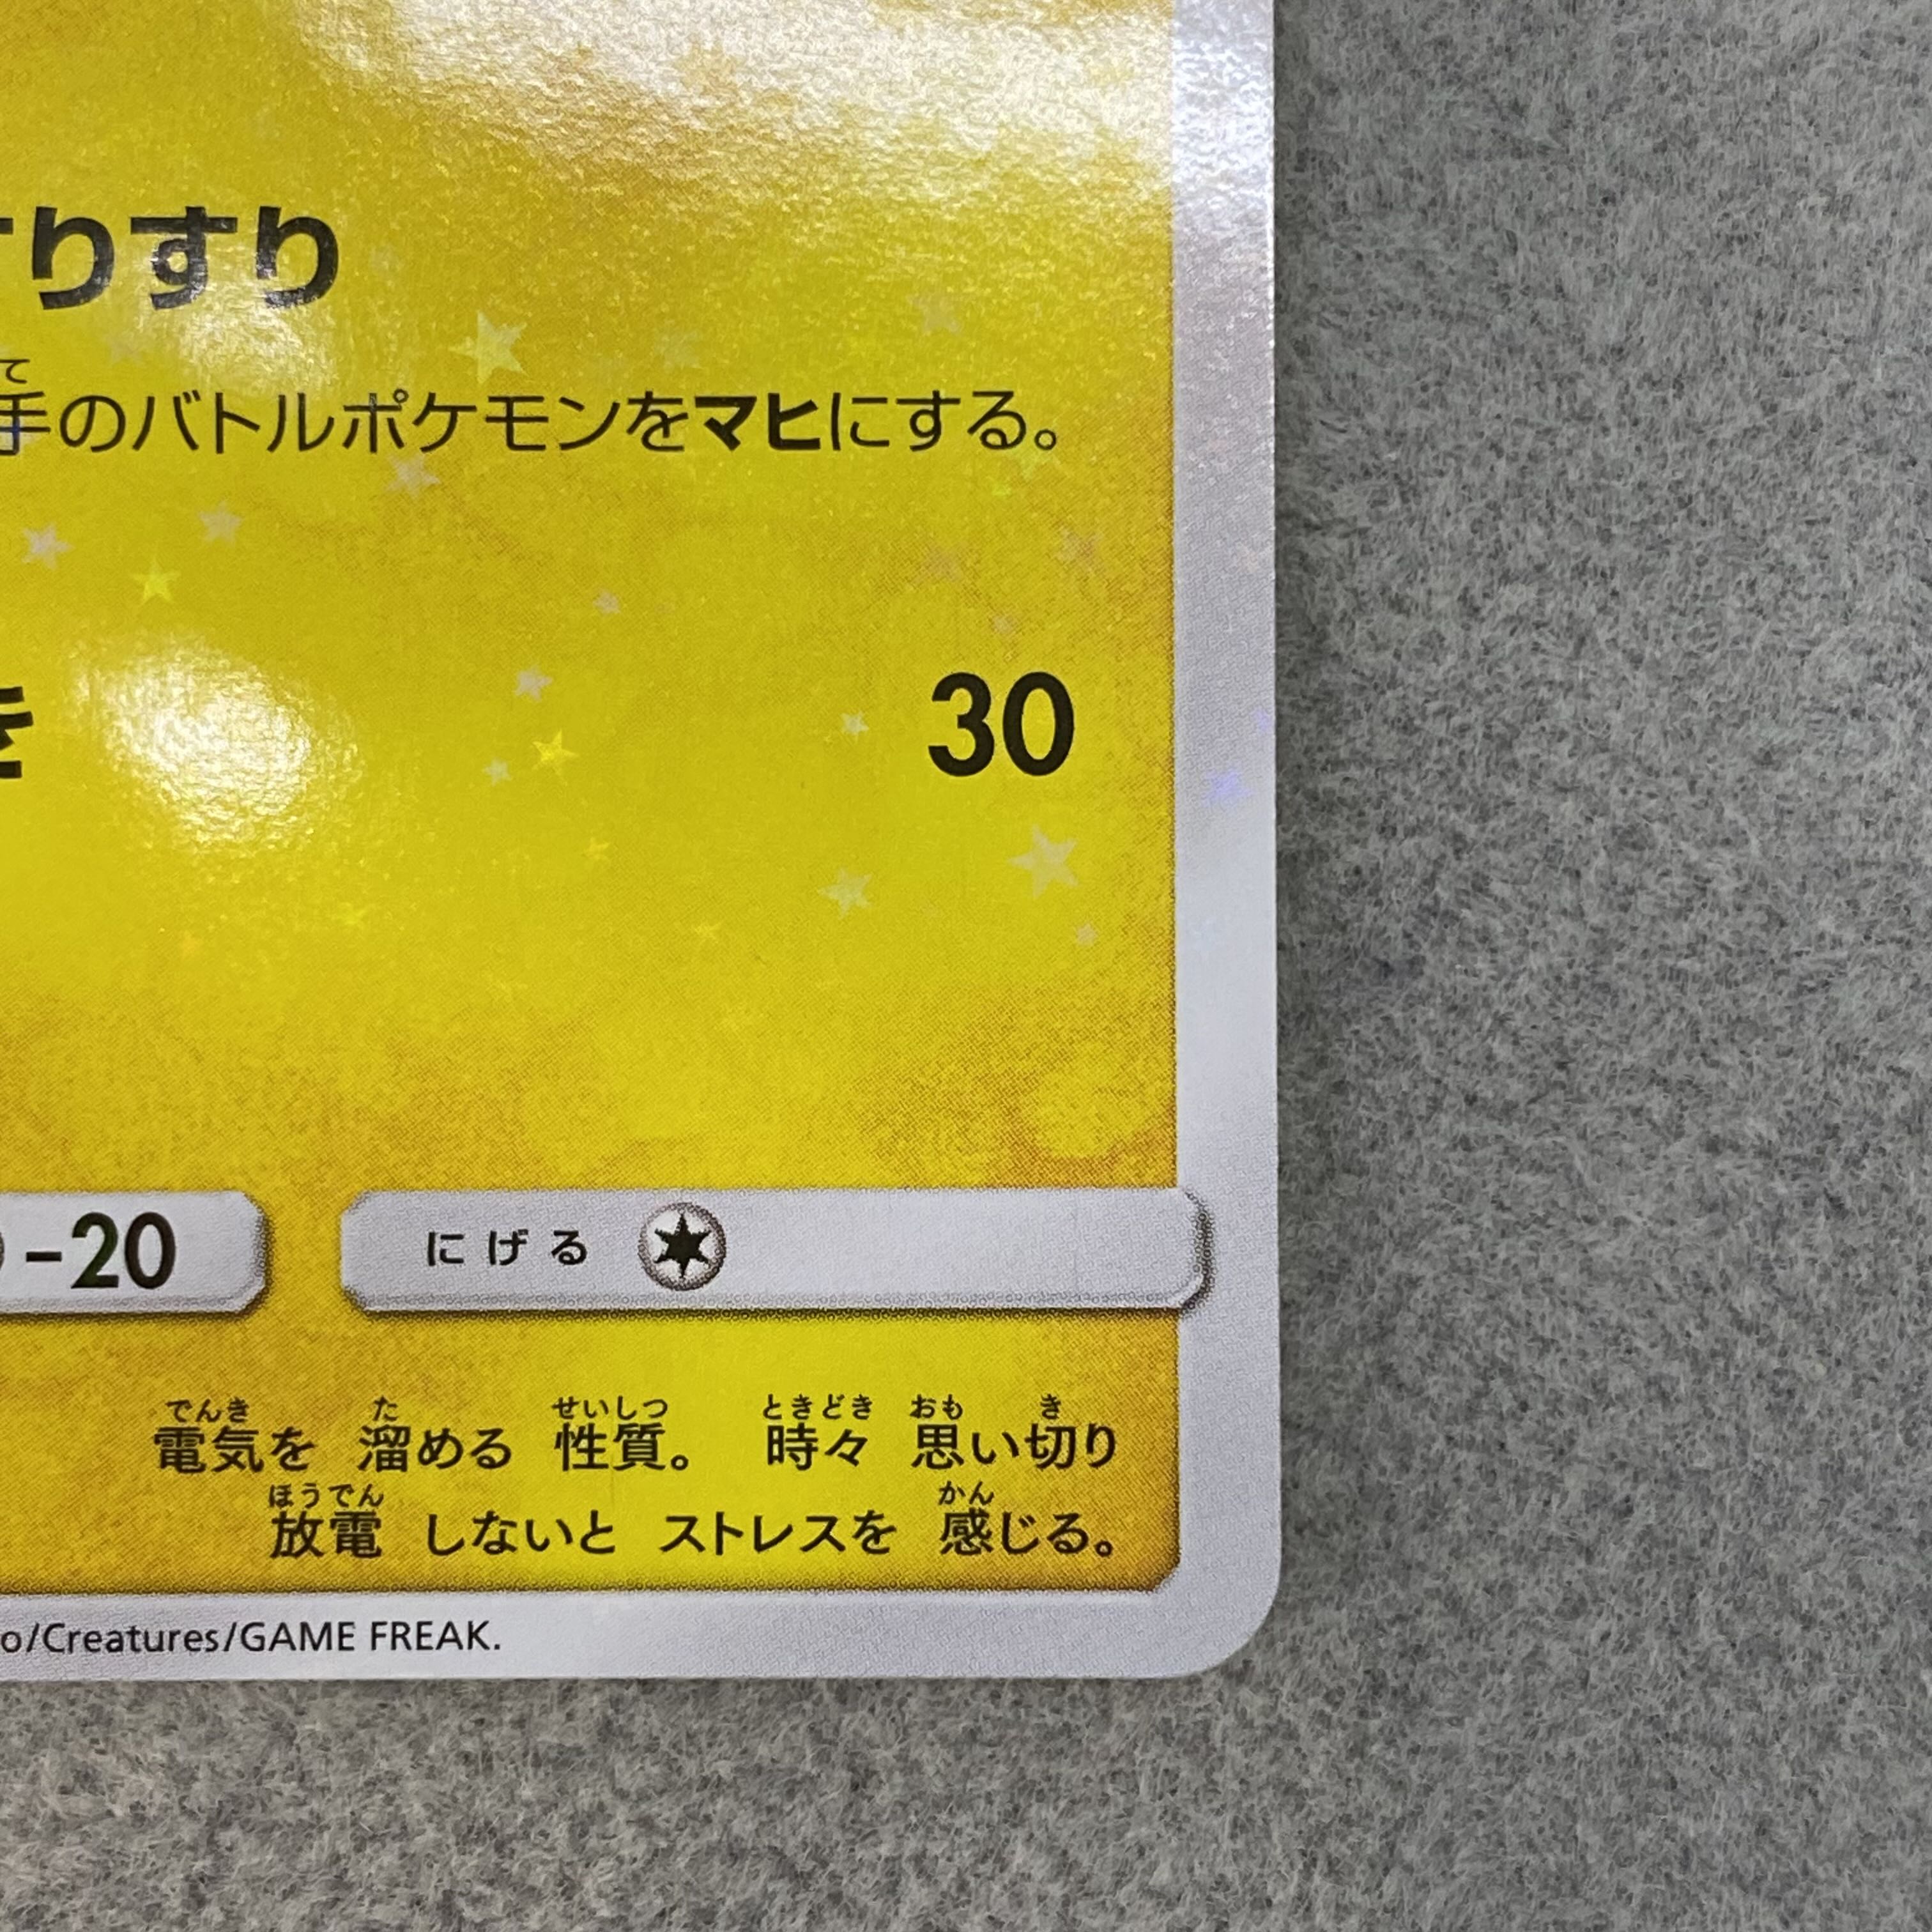 りすり
て
手のバトルポケモンをマヒにする。
き
30
-20
にげる
でんき た せいしつ ときどき おも き
電気を 溜める 性質。 時々 思い切り
ほうでん かん
放電 しないと ストレスを 感じる。
o/Creatures/GAME FREAK.